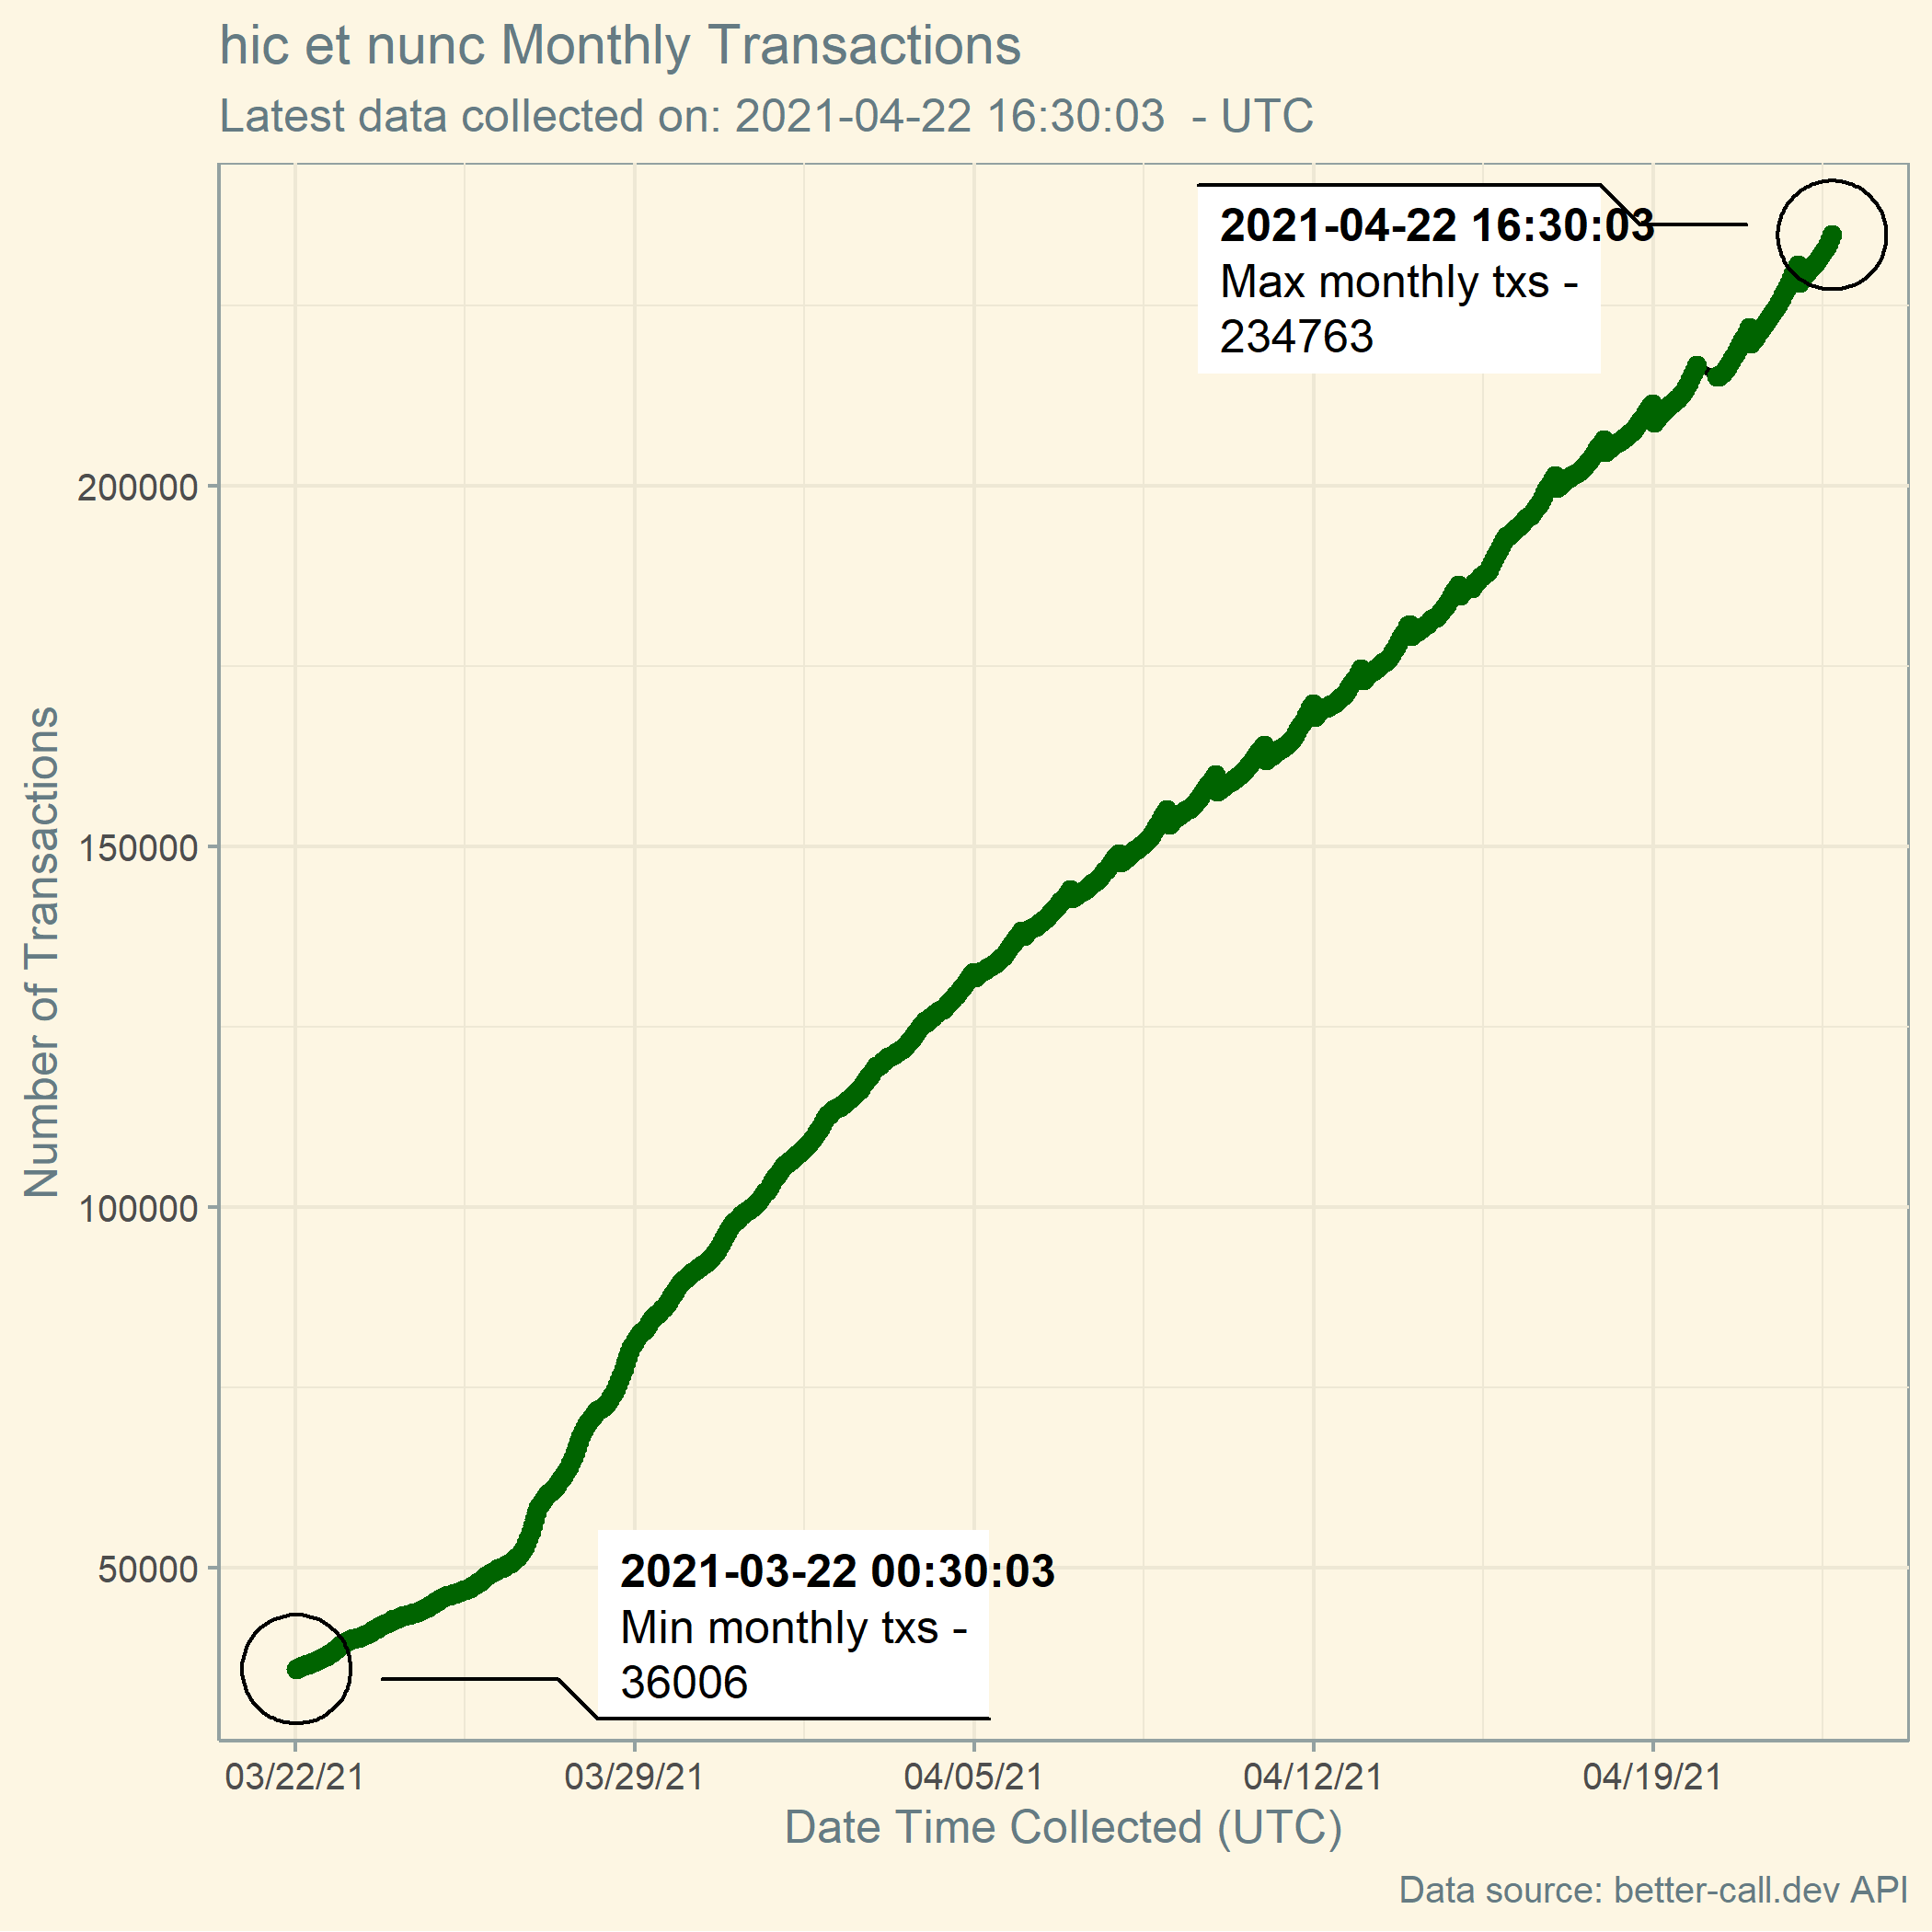 hic et nunc Monthly Transactions
Latest data collected on: 2021-04-22 16:30:03  - UTC
2021-04-22 16:30:03
Max monthly txs -
234763
200000
150000
100000
50000
Number of Transactions
2021-03-22 00:30:03
Min monthly txs -
36006
03/22/21 03/29/21 04/05/21 04/12/21 04/19/21
Date Time Collected (UTC)
Data source: better-call.dev API